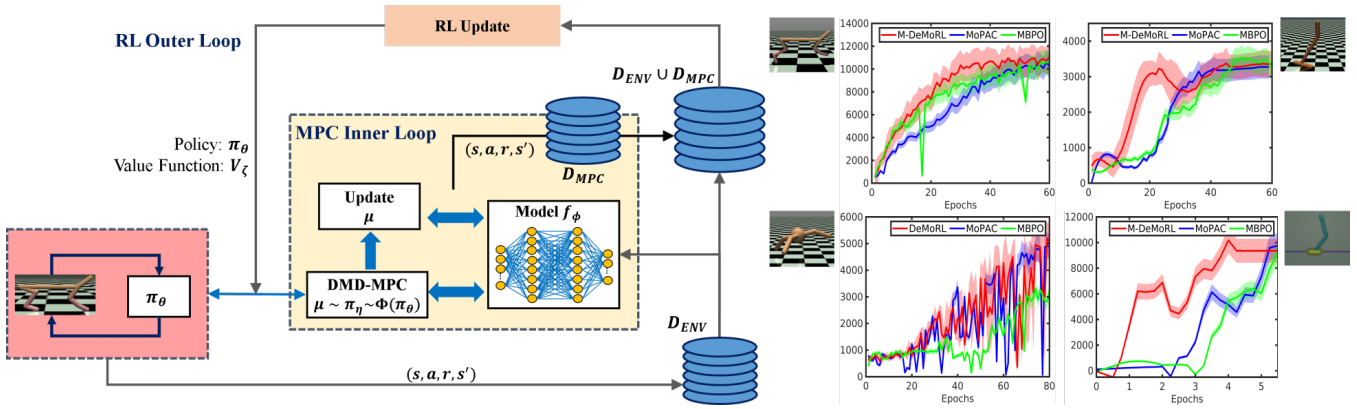 RL Outer Loop
RL Update
D_ENV ∪ D_MPC
MPC Inner Loop
(s, a, r, s′)
D_MPC
Policy: π_θ
Value Function: V_ζ
Update
μ
Model f_ϕ
DMD-MPC
μ ~ π_η~Φ(π_θ)
π_θ
D_ENV
(s, a, r, s′)
14000
12000
10000
8000
6000
4000
2000
0
M-DeMoRL MoPAC MBPO
0 20 40 60
Epochs
4000
3000
2000
1000
0
M-DeMoRL MoPAC MBPO
0 20 40 60
Epochs
6000
5000
4000
3000
2000
1000
0
DeMoRL MoPAC MBPO
0 20 40 60 80
Epochs
12000
10000
8000
6000
4000
2000
0
M-DeMoRL MoPAC MBPO
0 1 2 3 4 5
Epochs